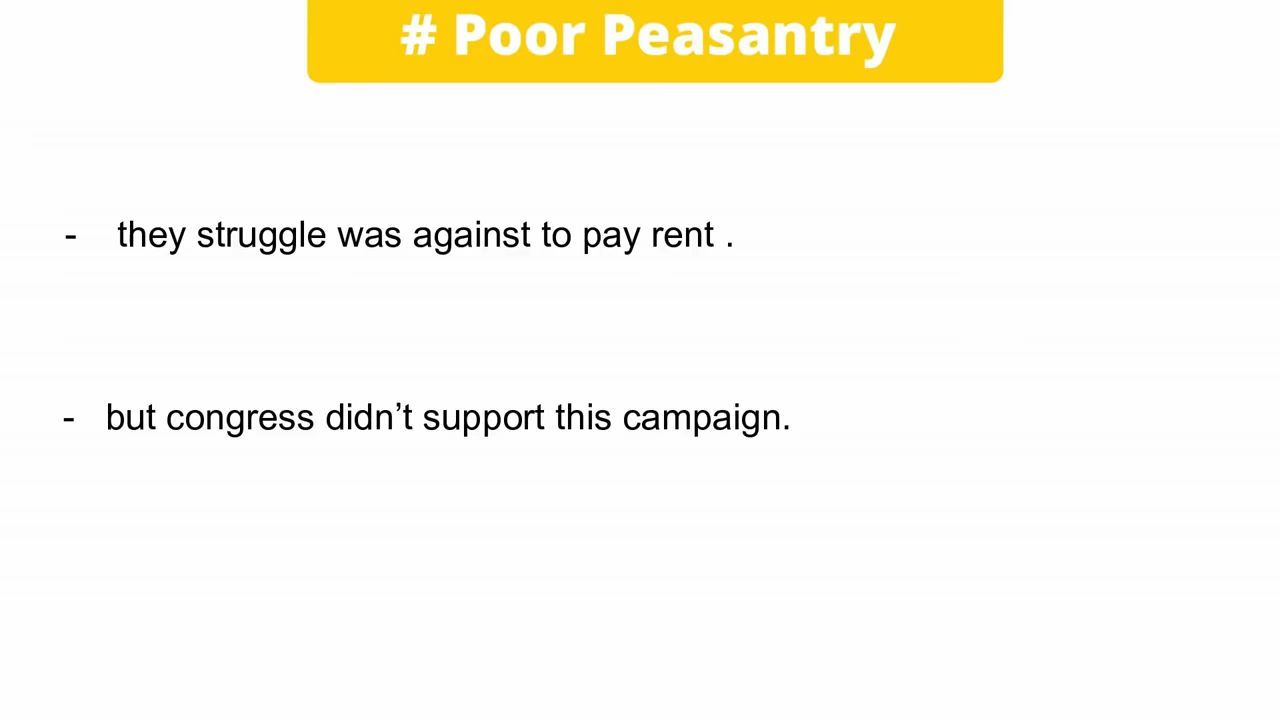 # Poor Peasantry
- they struggle was against to pay rent .
- but congress didn’t support this campaign.